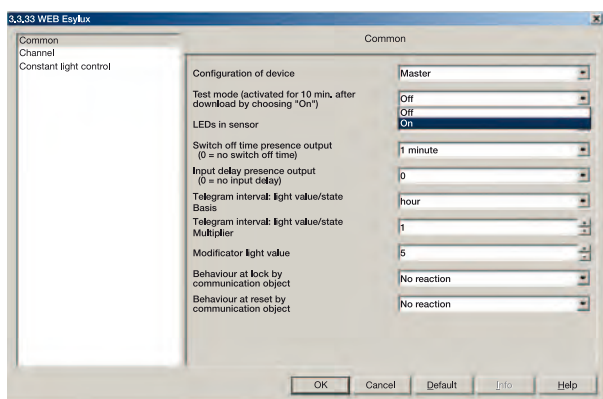 3.3.33 WEB Esylux
Common
Channel
Constant light control
Common
Configuration of device
Master
Test mode (activated for 10 min. after
download by choosing "On")
Off
Off
On
LEDs in sensor
Switch off time presence output
(0 = no switch off time)
1 minute
Input delay presence output
(0 = no input delay)
0
Telegram interval: light value/state
Basis
hour
Telegram interval: light value/state
Multiplier
1
Modificator light value
5
Behaviour at lock by
communication object
No reaction
Behaviour at reset by
communication object
No reaction
OK
Cancel
Default
Info
Help